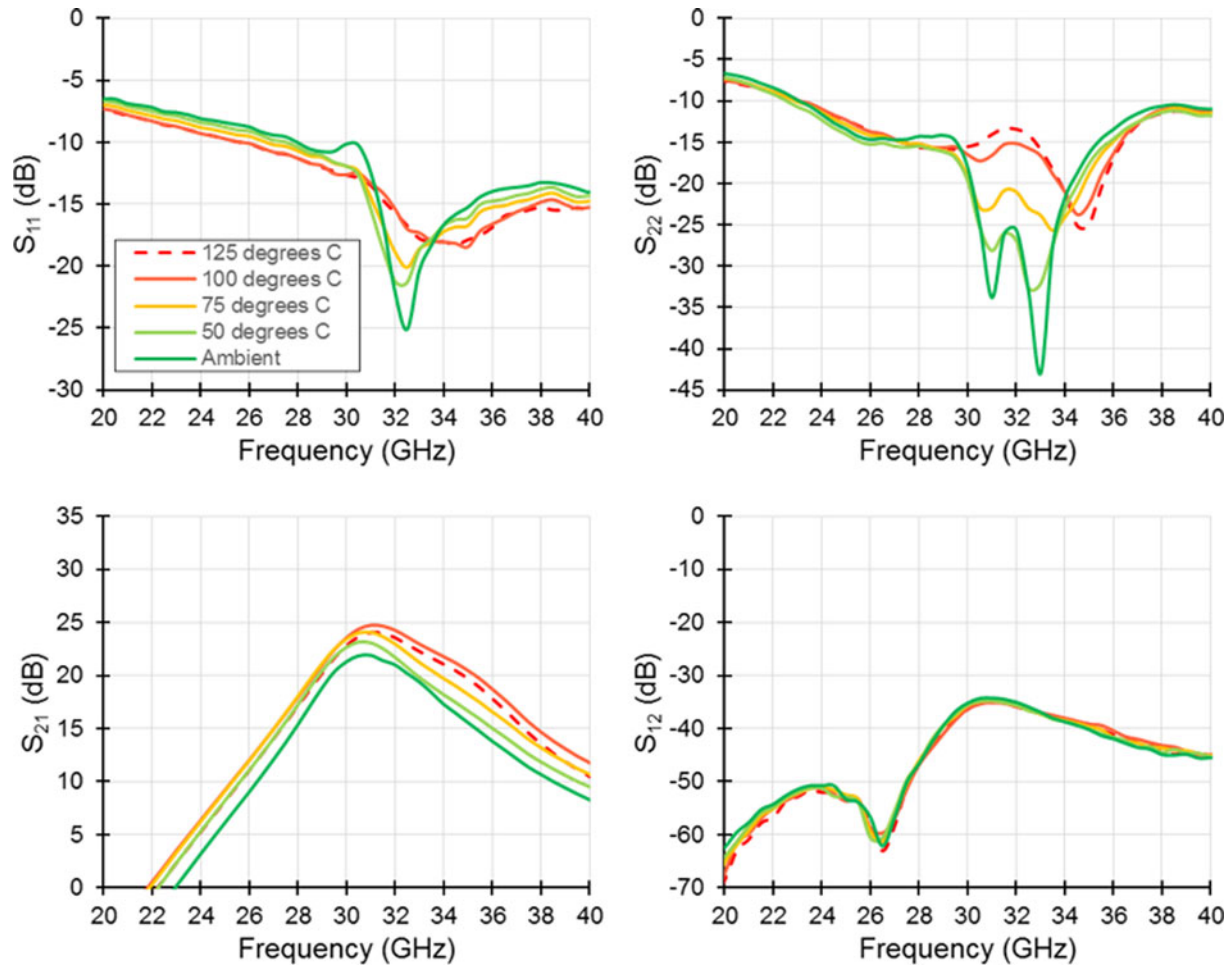 0
-5
-10
-15
-20
-25
-30
S11 (dB)
125 degrees C
100 degrees C
75 degrees C
50 degrees C
Ambient
20 22 24 26 28 30 32 34 36 38 40
Frequency (GHz)
0
-5
-10
-15
-20
-25
-30
-35
-40
-45
S22 (dB)
20 22 24 26 28 30 32 34 36 38 40
Frequency (GHz)
35
30
25
20
15
10
5
0
S21 (dB)
20 22 24 26 28 30 32 34 36 38 40
Frequency (GHz)
0
-10
-20
-30
-40
-50
-60
-70
S12 (dB)
20 22 24 26 28 30 32 34 36 38 40
Frequency (GHz)